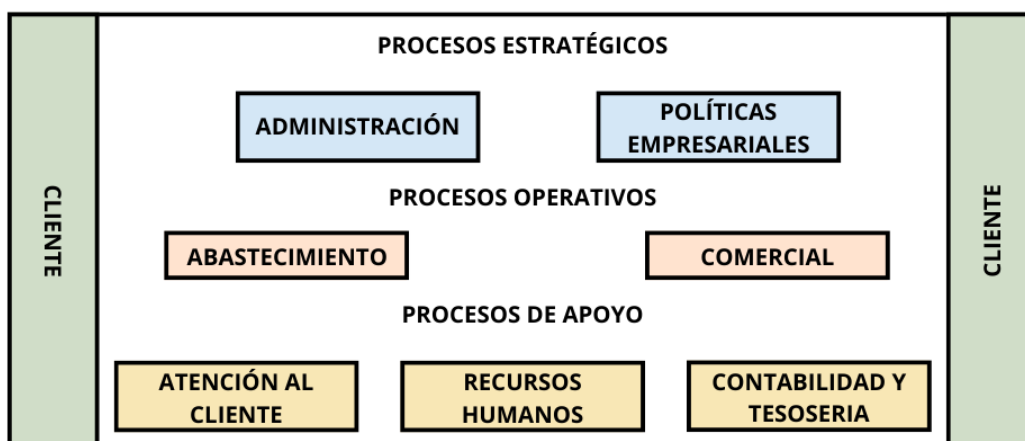 PROCESOS ESTRATÉGICOS
ADMINISTRACIÓN
POLÍTICAS
EMPRESARIALES
CLIENTE
PROCESOS OPERATIVOS
CLIENTE
ABASTECIMIENTO
COMERCIAL
PROCESOS DE APOYO
ATENCIÓN AL
CLIENTE
RECURSOS
HUMANOS
CONTABILIDAD Y
TESOSERIA